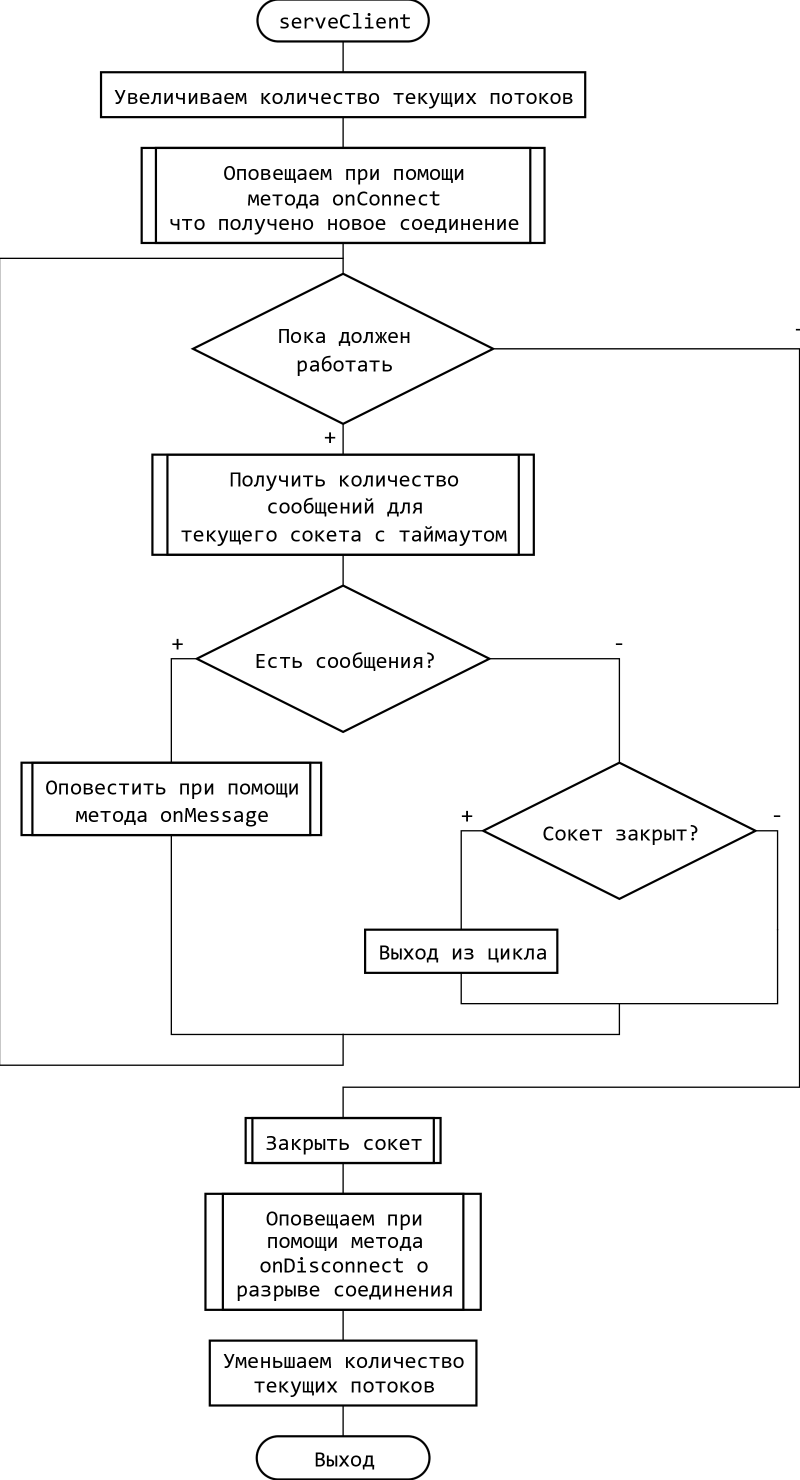 serveClient
Увеличиваем количество текущих потоков
Оповещаем при помощи
метода onConnect
что получено новое соединение
Пока должен
работать
-
+
Получить количество
сообщений для
текущего сокета с таймаутом
Есть сообщения?
+
-
Оповестить при помощи
метода onMessage
Сокет закрыт?
+
-
Выход из цикла
Закрыть сокет
Оповещаем при
помощи метода
onDisconnect о
разрыве соединения
Уменьшаем количество
текущих потоков
Выход